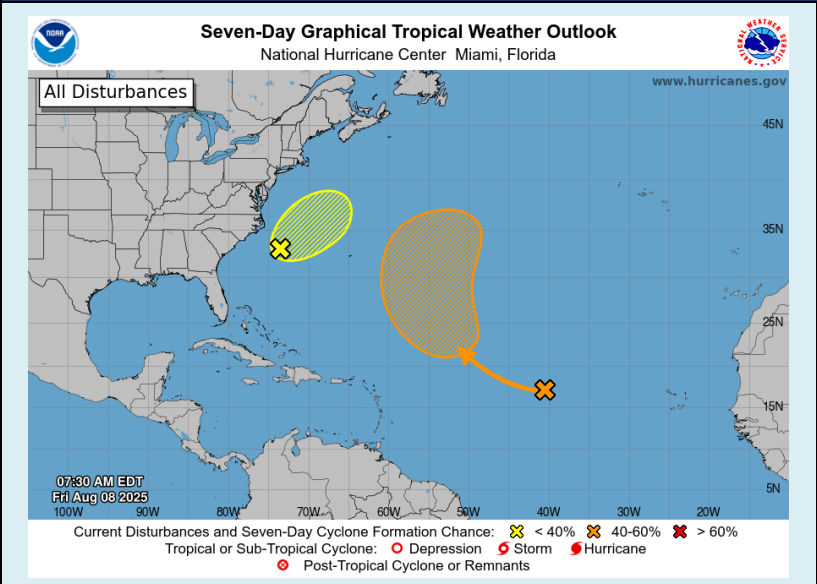 NOAA
Seven-Day Graphical Tropical Weather Outlook
National Hurricane Center Miami, Florida
NATIONAL WEATHER SERVICE
All Disturbances
www.hurricanes.gov
45N
35N
25N
15N
5N
07:30 AM EDT
Fri Aug 08 2025
100W 90W 80W 70W 60W 50W 40W 30W 20W
Current Disturbances and Seven-Day Cyclone Formation Chance: < 40% 40-60% > 60%
Tropical or Sub-Tropical Cyclone: Depression Storm Hurricane
Post-Tropical Cyclone or Remnants